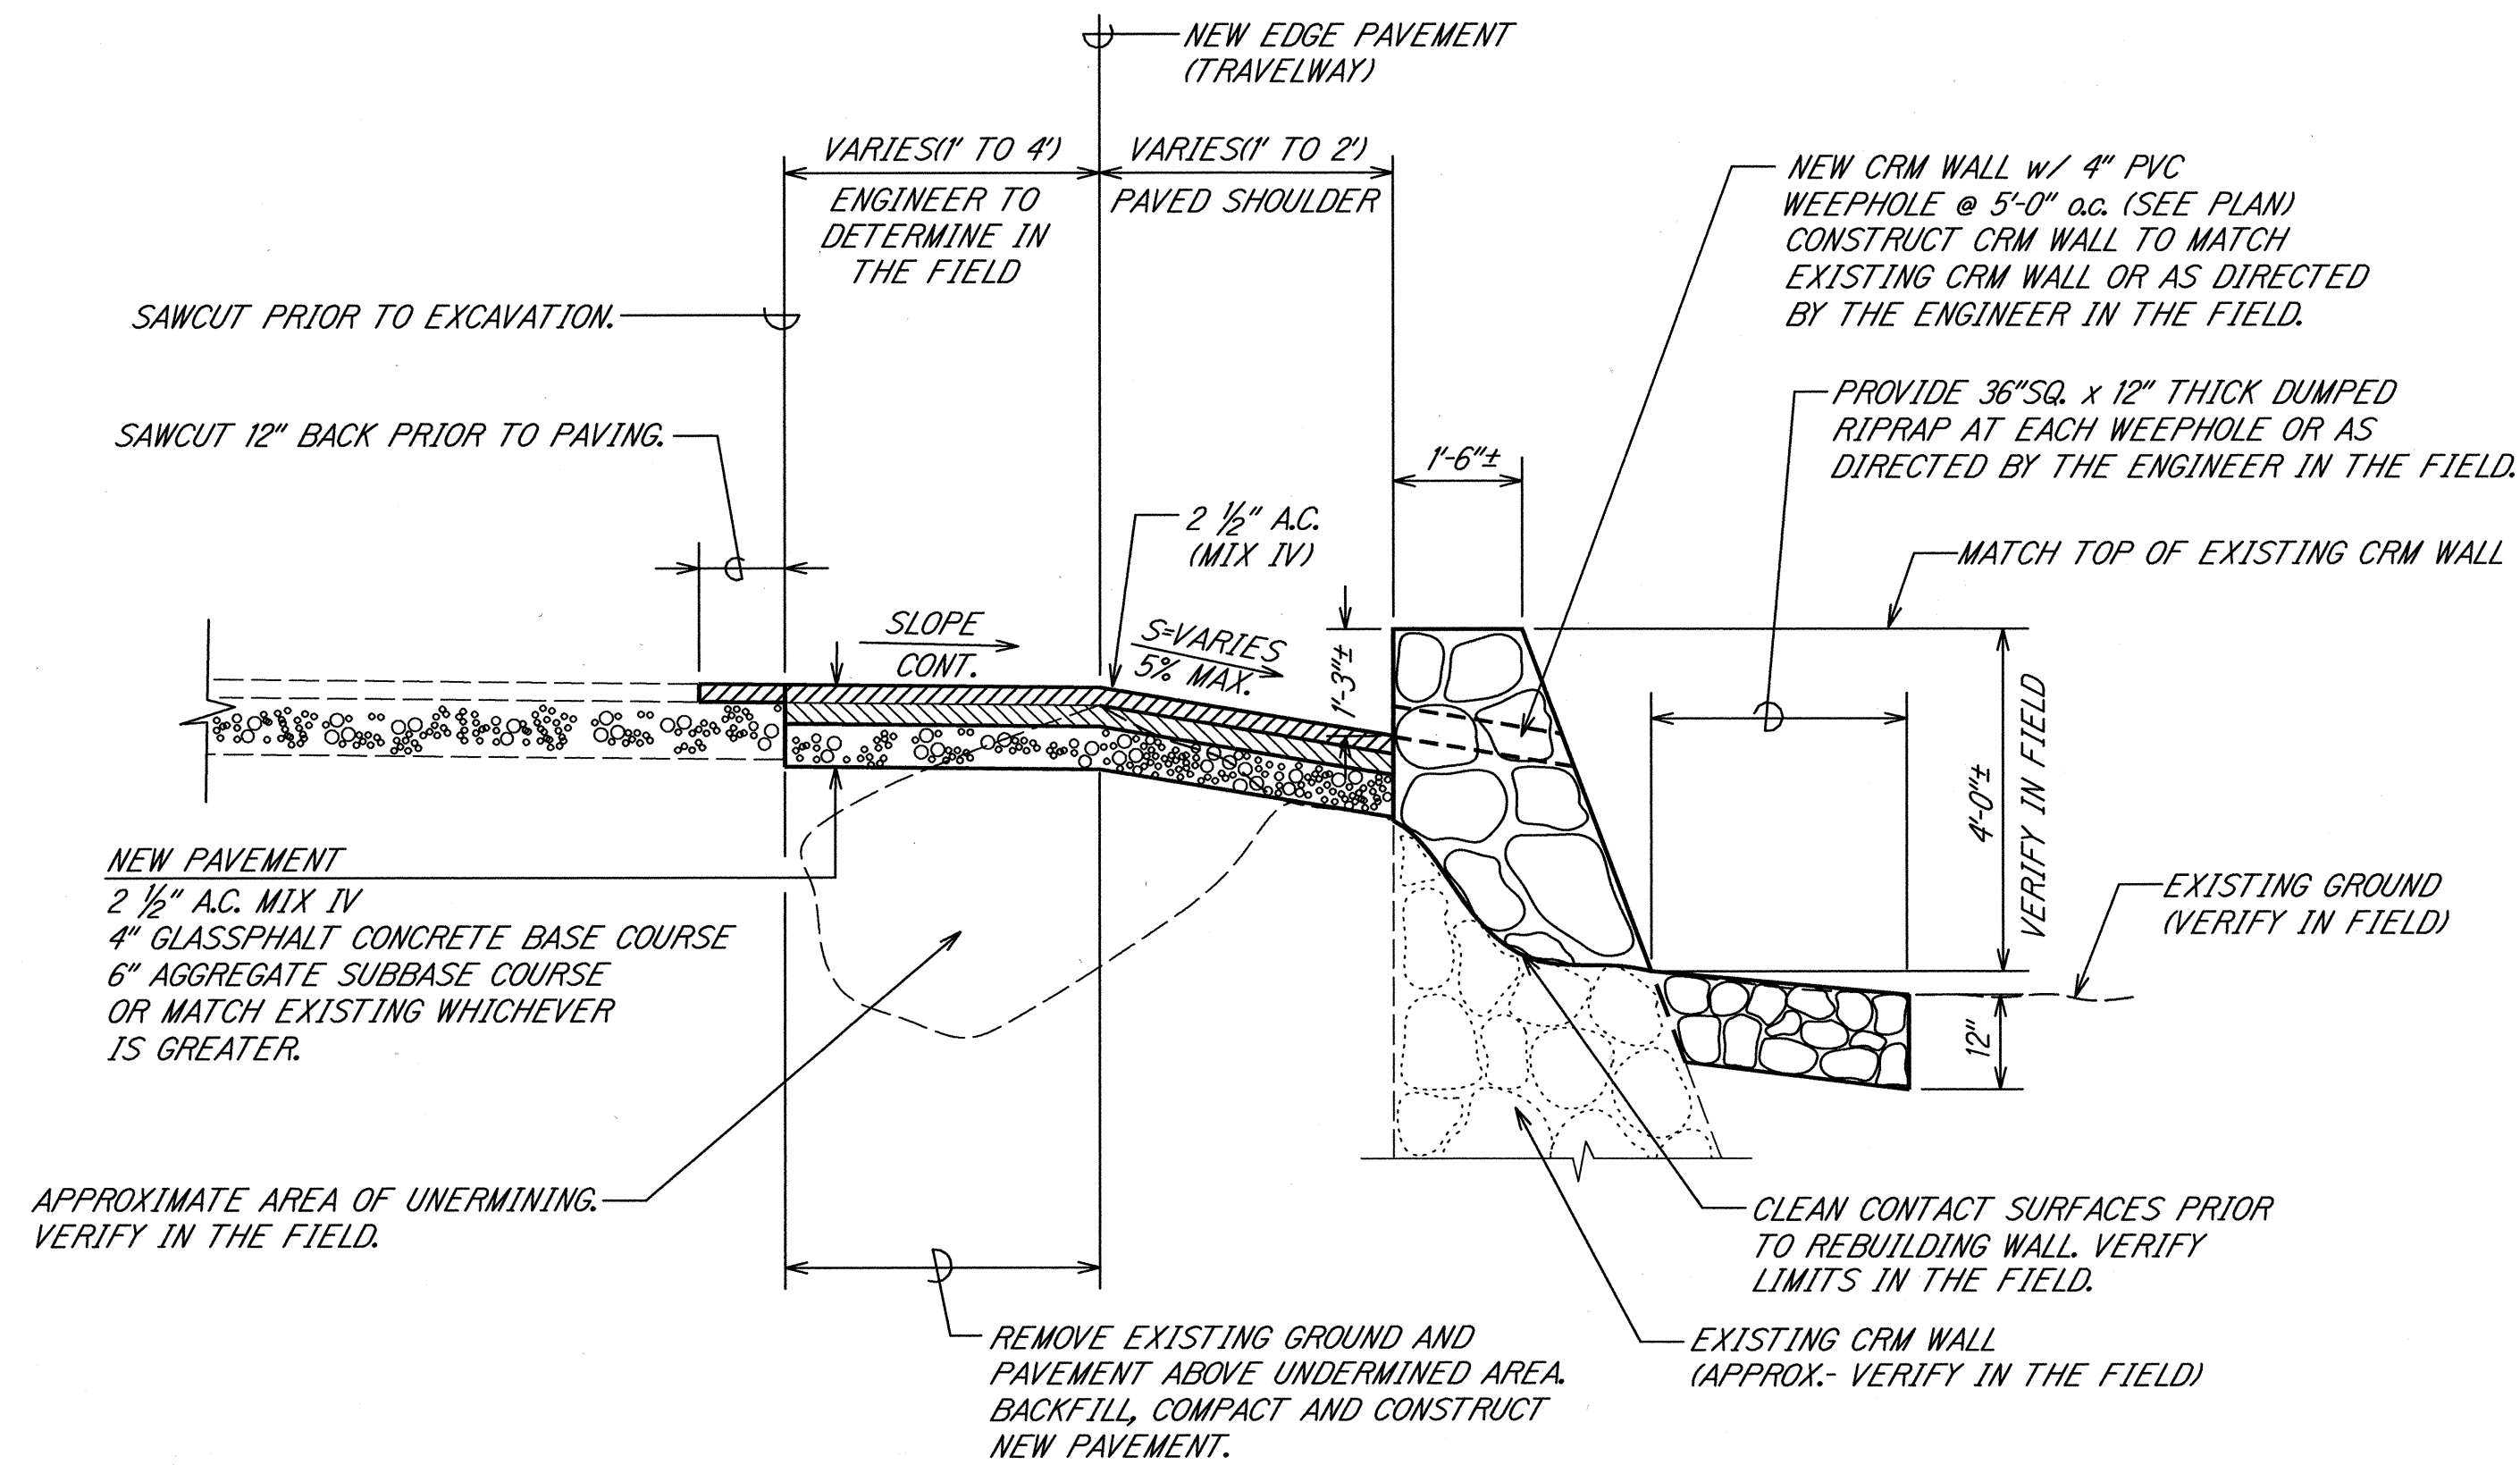 NEW EDGE PAVEMENT
(TRAVELWAY)
VARIES(1' TO 4')
ENGINEER TO
DETERMINE IN
THE FIELD
VARIES(1' TO 2')
PAVED SHOULDER
NEW CRM WALL w/ 4" PVC
WEEPHOLE @ 5'-0" o.c. (SEE PLAN)
CONSTRUCT CRM WALL TO MATCH
EXISTING CRM WALL OR AS DIRECTED
BY THE ENGINEER IN THE FIELD.
SAWCUT PRIOR TO EXCAVATION.
PROVIDE 36"SQ. x 12" THICK DUMPED
RIPRAP AT EACH WEEPHOLE OR AS
DIRECTED BY THE ENGINEER IN THE FIELD.
SAWCUT 12" BACK PRIOR TO PAVING.
1'-6"±
2 ½" A.C.
(MIX IV)
MATCH TOP OF EXISTING CRM WALL
SLOPE
CONT.
S=VARIES
5% MAX.
1'-3"±
4'-0"±
VERIFY IN FIELD
NEW PAVEMENT
2 ½" A.C. MIX IV
4" GLASSPHALT CONCRETE BASE COURSE
6" AGGREGATE SUBBASE COURSE
OR MATCH EXISTING WHICHEVER
IS GREATER.
EXISTING GROUND
(VERIFY IN FIELD)
12"
APPROXIMATE AREA OF UNERMINING.
VERIFY IN THE FIELD.
CLEAN CONTACT SURFACES PRIOR
TO REBUILDING WALL. VERIFY
LIMITS IN THE FIELD.
REMOVE EXISTING GROUND AND
PAVEMENT ABOVE UNDERMINED AREA.
BACKFILL, COMPACT AND CONSTRUCT
NEW PAVEMENT.
EXISTING CRM WALL
(APPROX.- VERIFY IN THE FIELD)